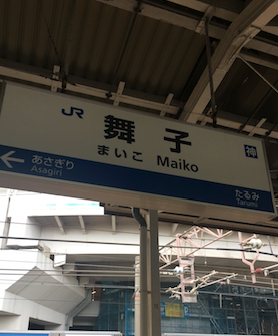 JR
舞子
神
まいこ Maiko
← あさぎり
Asagiri
たるみ
Tarumi